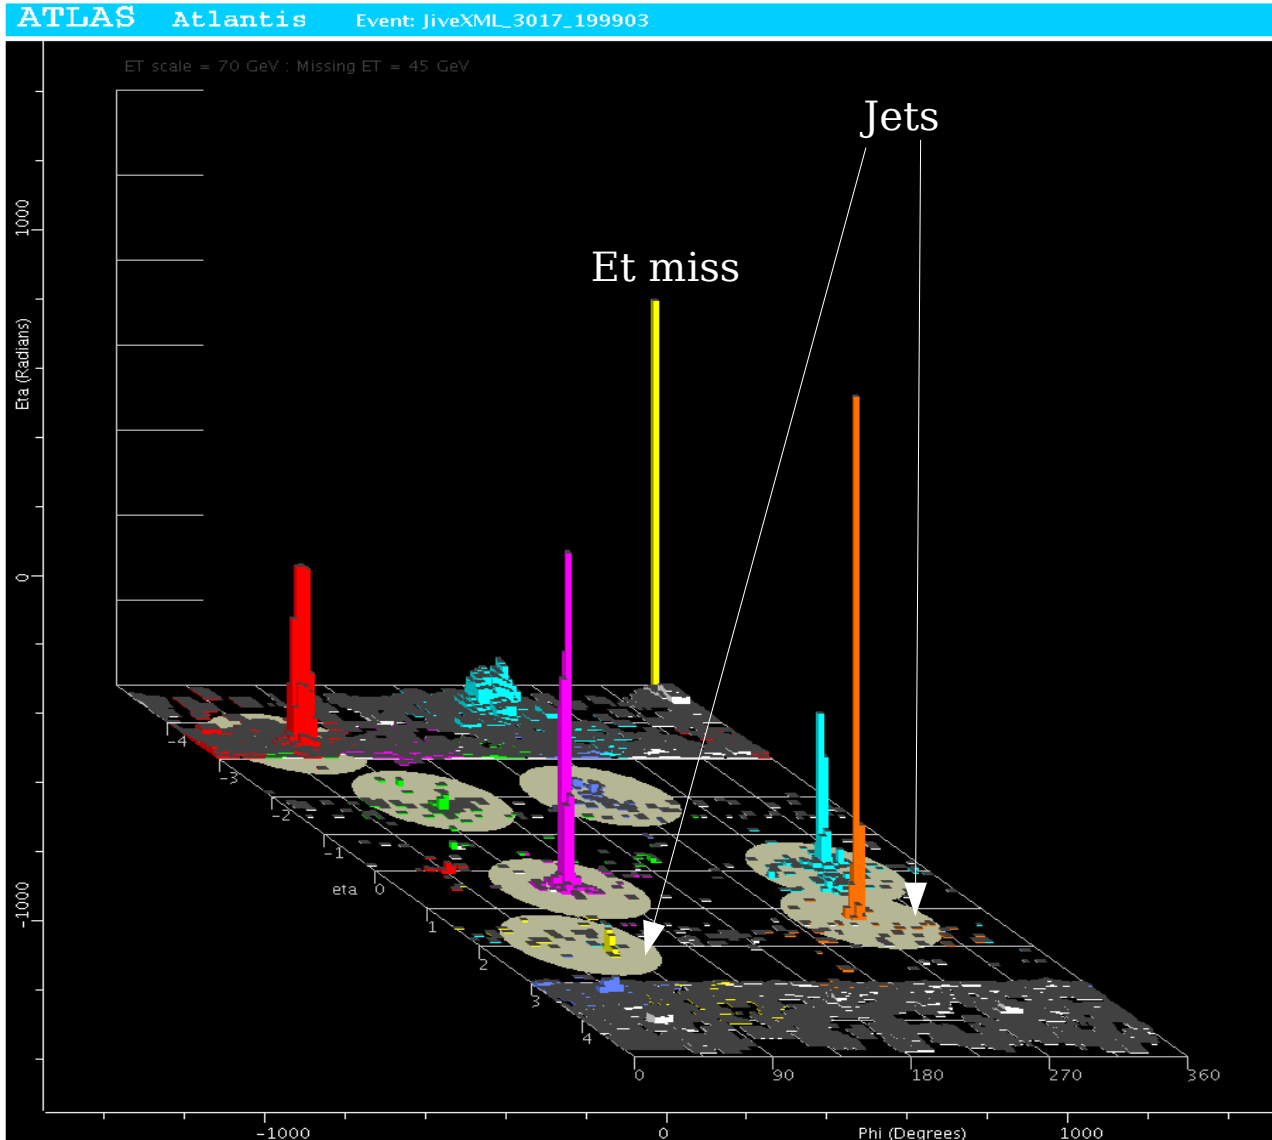 ATLAS Atlantis Event: JiveXML_3017_199903
ET scale = 70 GeV : Missing ET = 45 GeV
Jets
Et miss
1000
Eta (Radians)
0
-1000
-4
-3
-2
-1
eta 0
1
2
3
4
0 90 180 270 360
-1000 0 Phi (Degrees) 1000